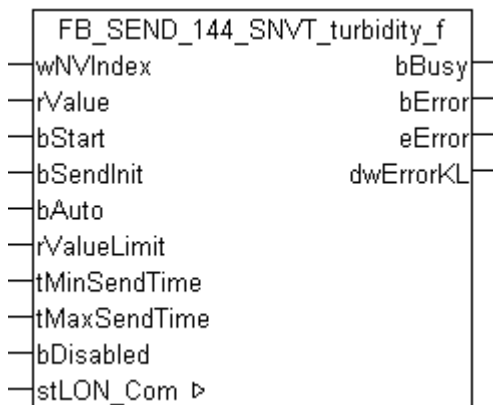 FB_SEND_144_SNVT_turbidity_f
wNVIndex bBusy
rValue bError
bStart eError
bSendInit dwErrorKL
bAuto
rValueLimit
tMinSendTime
tMaxSendTime
bDisabled
stLON_Com ▷